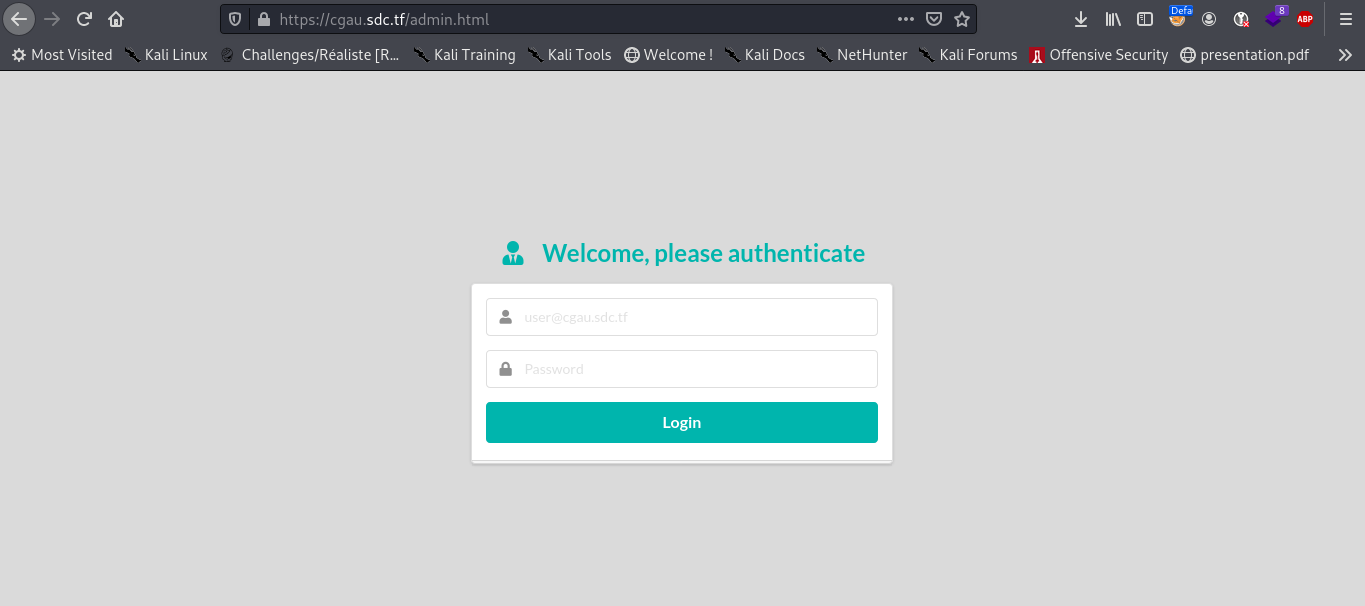 https://cgau.sdc.tf/admin.html
Defa
8
ABP
Most Visited Kali Linux Challenges/Réaliste [R... Kali Training Kali Tools Welcome ! Kali Docs NetHunter Kali Forums Offensive Security presentation.pdf
Welcome, please authenticate
user@cgau.sdc.tf
Password
Login